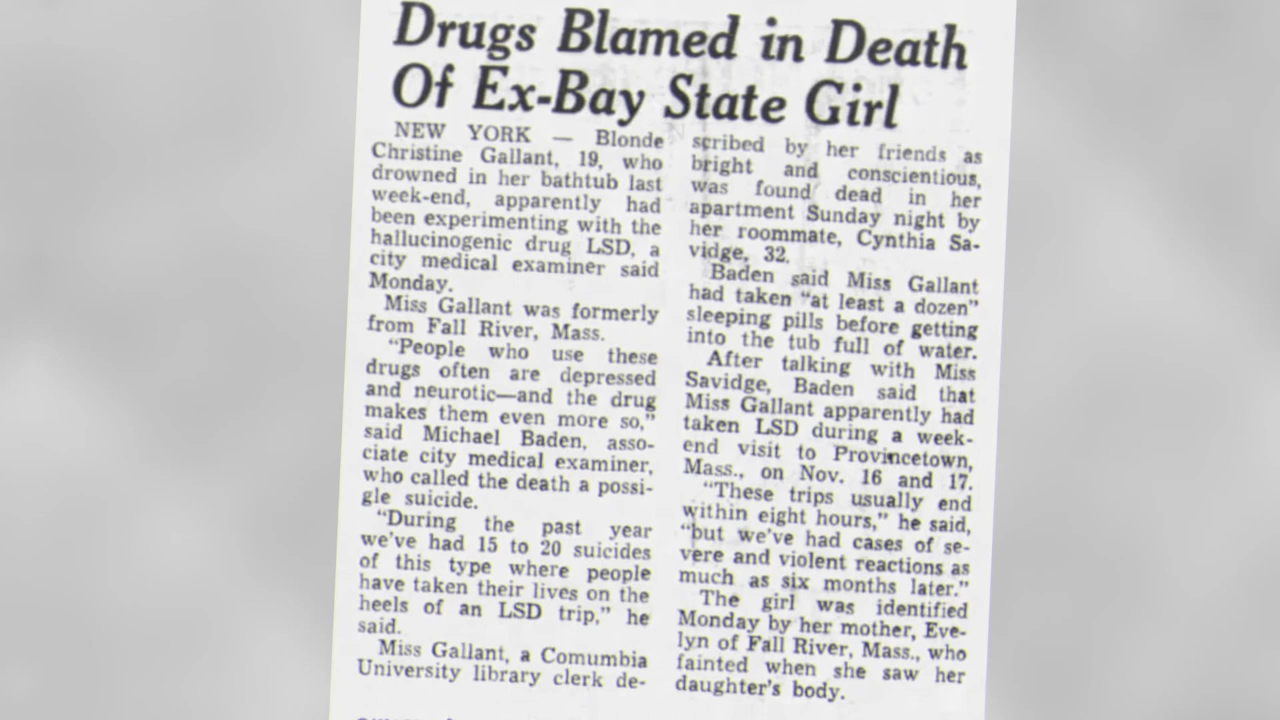 Drugs Blamed in Death
Of Ex-Bay State Girl
NEW YORK — Blonde
Christine Gallant, 19, who
drowned in her bathtub last
week-end, apparently had
been experimenting with the
hallucinogenic drug LSD, a
city medical examiner said
Monday.
Miss Gallant was formerly
from Fall River, Mass.
"People who use these
drugs often are depressed
and neurotic—and the drug
makes them even more so,"
said Michael Baden, asso-
ciate city medical examiner,
who called the death a possi-
gle suicide.
"During the past year
we've had 15 to 20 suicides
of this type where people
have taken their lives on the
heels of an LSD trip," he
said.
Miss Gallant, a Comumbia
University library clerk de-
scribed by her friends as
bright and conscientious,
was found dead in her
apartment Sunday night by
her roommate, Cynthia Sa-
vidge, 32.
Baden said Miss Gallant
had taken "at least a dozen"
sleeping pills before getting
into the tub full of water.
After talking with Miss
Savidge, Baden said that
Miss Gallant apparently had
taken LSD during a week-
end visit to Provincetown,
Mass., on Nov. 16 and 17.
"These trips usually end
within eight hours," he said,
"but we've had cases of se-
vere and violent reactions as
much as six months later."
The girl was identified
Monday by her mother, Eve-
lyn of Fall River, Mass., who
fainted when she saw her
daughter's body.